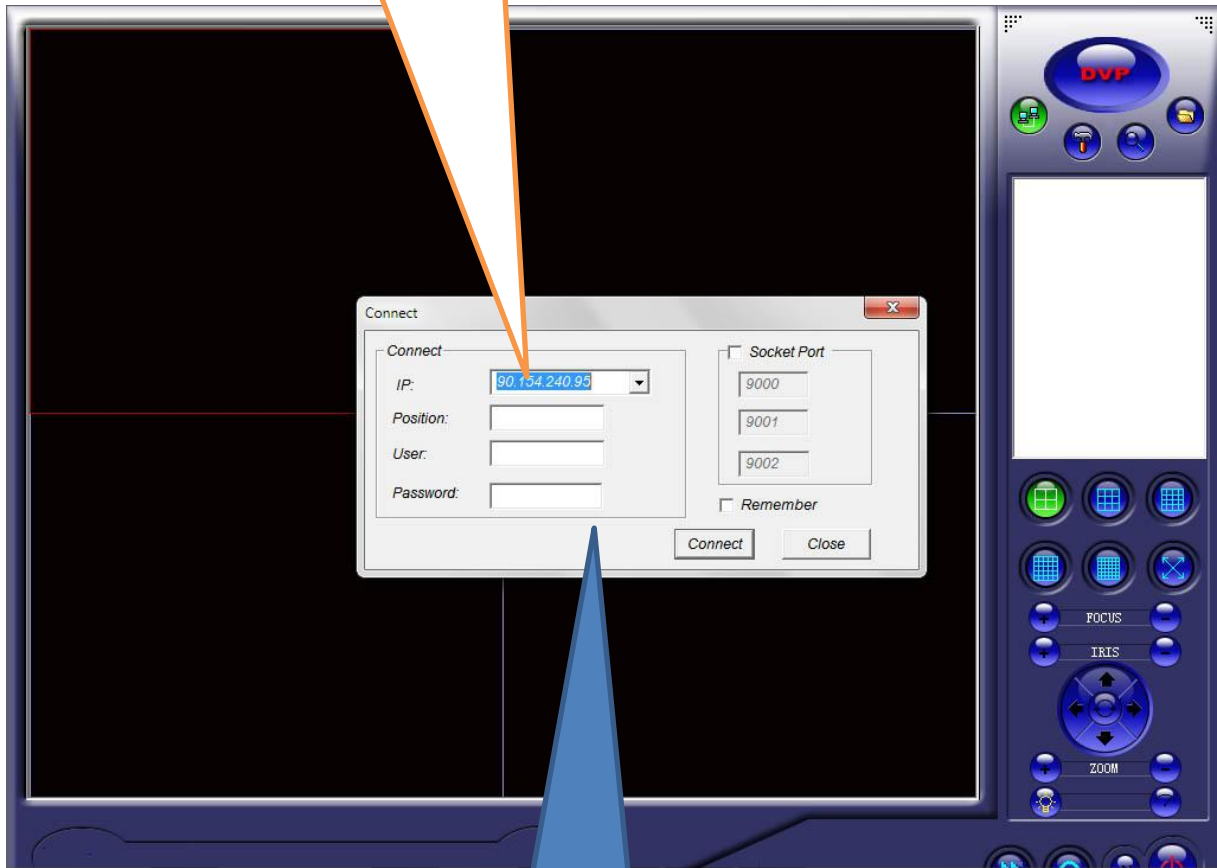 DVP
Connect
Connect
IP: 90.154.240.95
Position:
User:
Password:
Socket Port
9000
9001
9002
Remember
Connect Close
FOCUS
IRIS
ZOOM